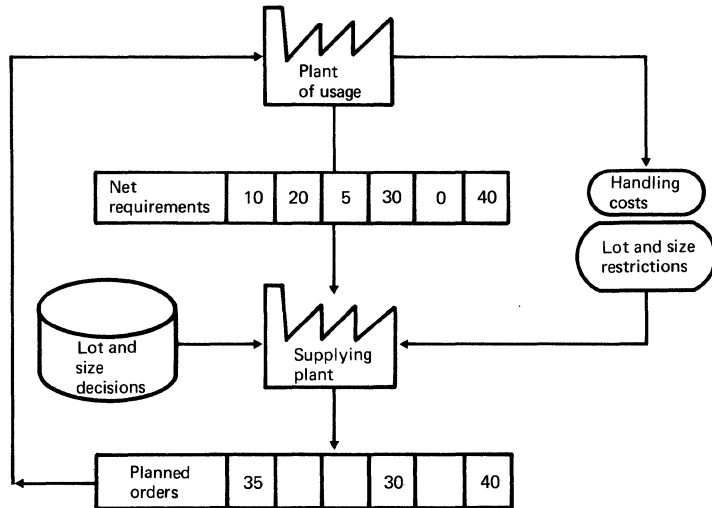 Plant
of usage
Net
requirements 10 20 5 30 0 40
Handling
costs
Lot and size
restrictions
Lot and
size
decisions
Supplying
plant
Planned
orders 35 30 40